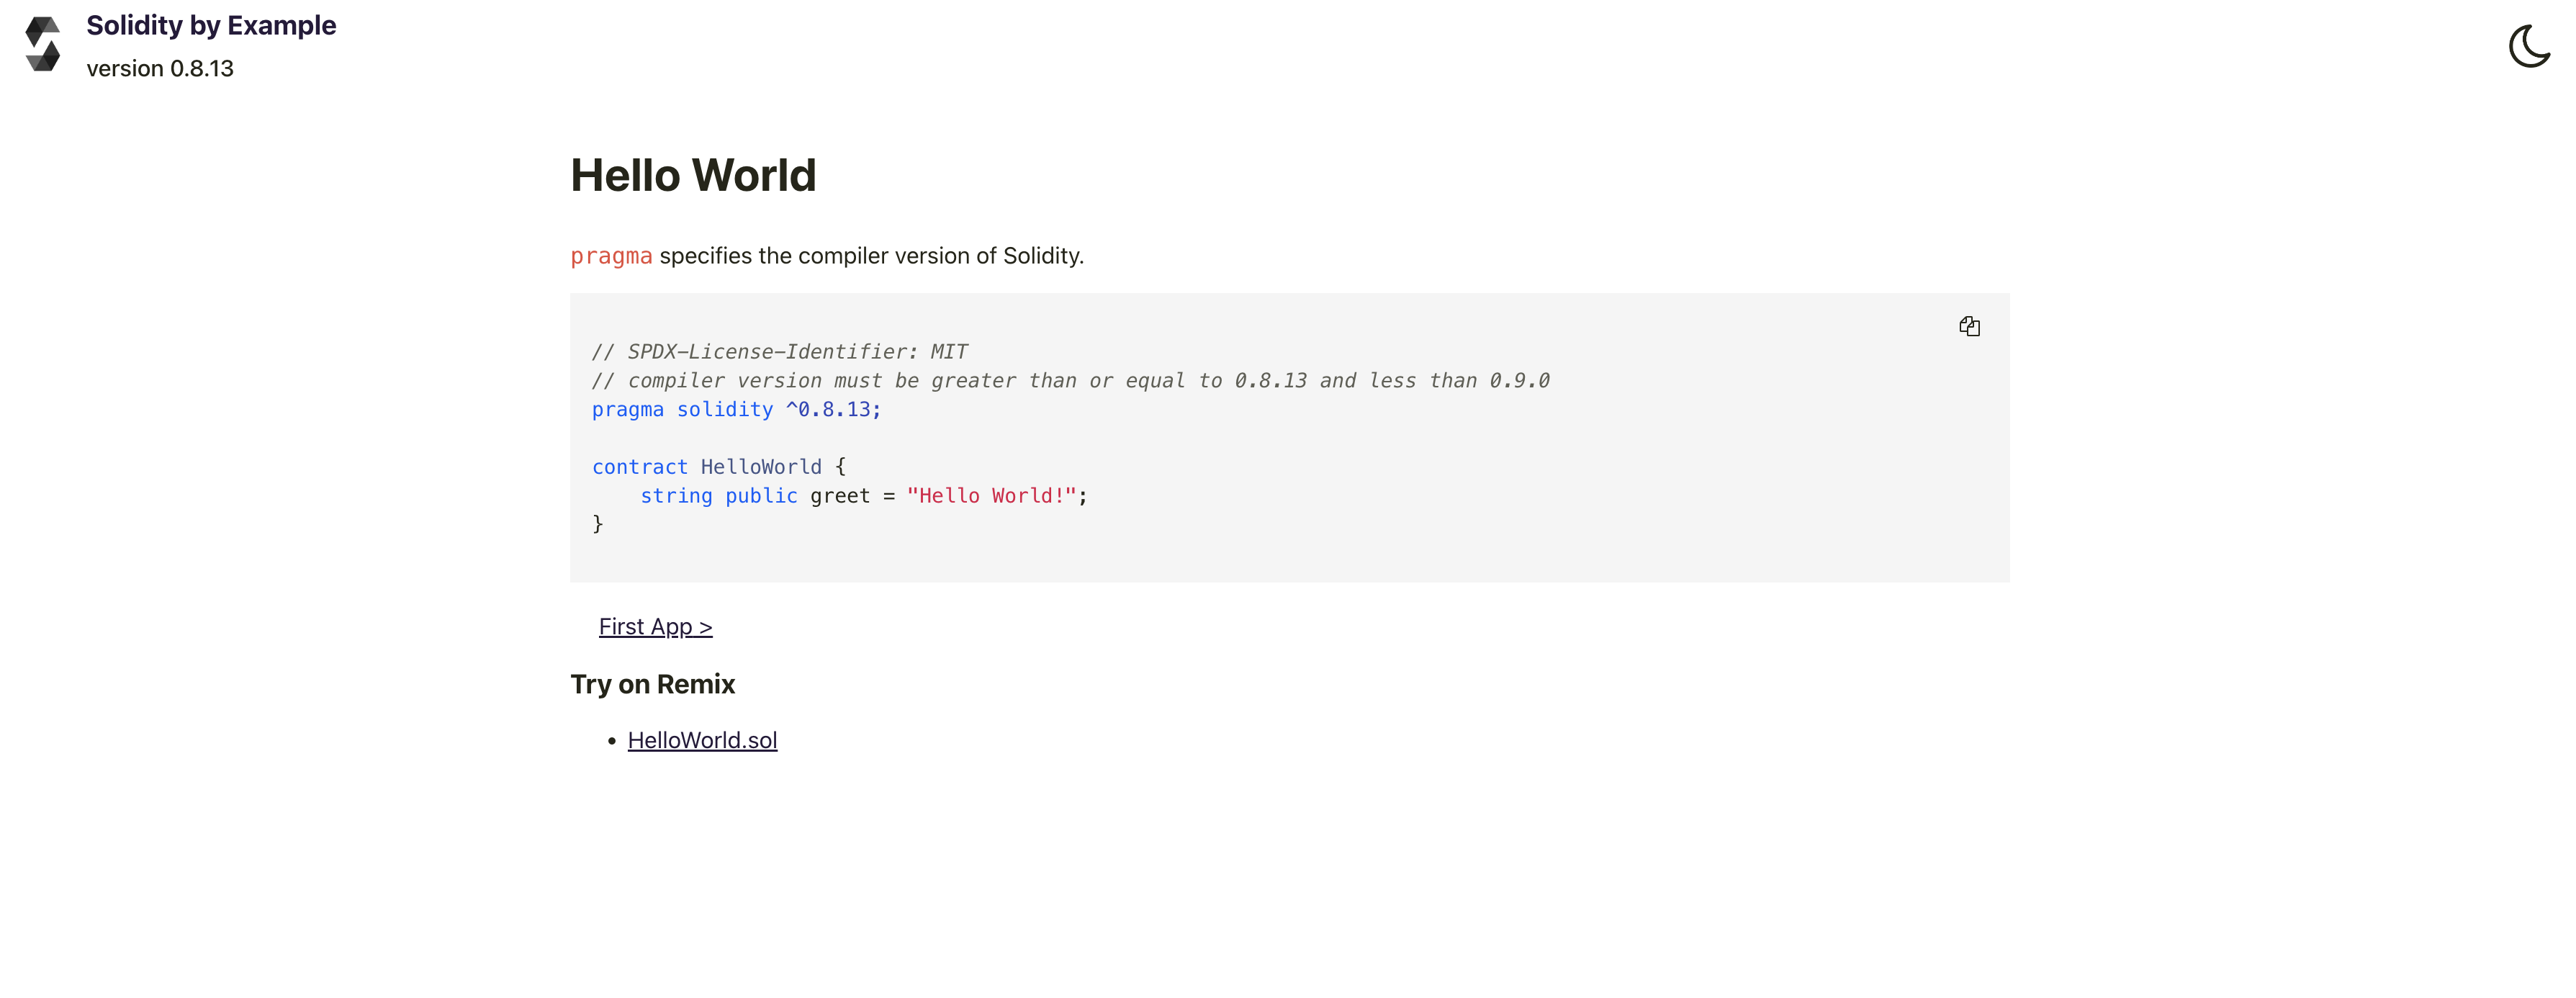 Solidity by Example
version 0.8.13
Hello World
pragma specifies the compiler version of Solidity.
// SPDX-License-Identifier: MIT
// compiler version must be greater than or equal to 0.8.13 and less than 0.9.0
pragma solidity ^0.8.13;
contract HelloWorld {
    string public greet = "Hello World!";
}
First App >
Try on Remix
• HelloWorld.sol